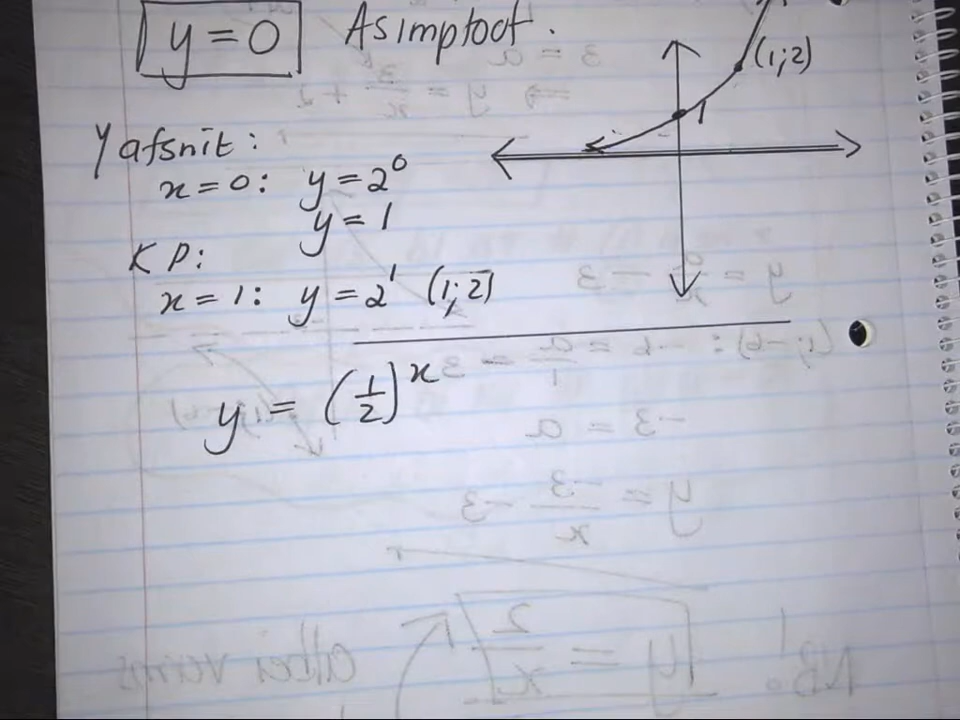 y = 0 Asimptoot.
(1;2)
1
Y afsnit:
x = 0: y = 2⁰
y = 1
KP:
x = 1: y = 2¹ (1;2)
y = (1/2)ˣ